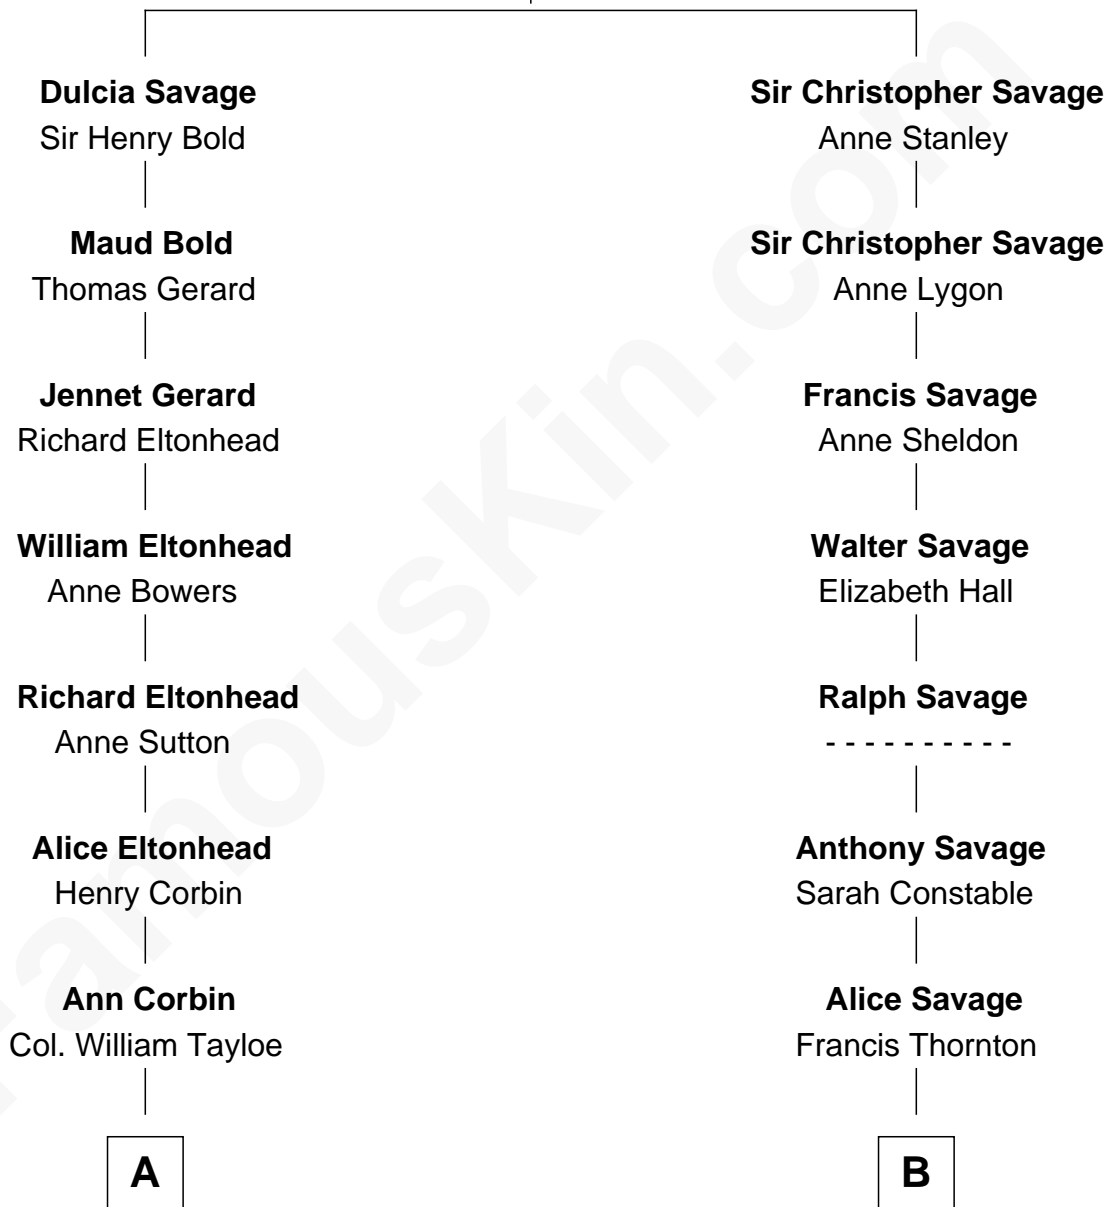 Dulcia Savage
Sir Henry Bold
Maud Bold
Thomas Gerard
Jennet Gerard
Richard Eltonhead
William Eltonhead
Anne Bowers
Richard Eltonhead
Anne Sutton
Alice Eltonhead
Henry Corbin
Ann Corbin
Col. William Tayloe
A
Sir Christopher Savage
Anne Stanley
Sir Christopher Savage
Anne Lygon
Francis Savage
Anne Sheldon
Walter Savage
Elizabeth Hall
Ralph Savage
- - - - - - - - - -
Anthony Savage
Sarah Constable
Alice Savage
Francis Thornton
B
FamousKin.com